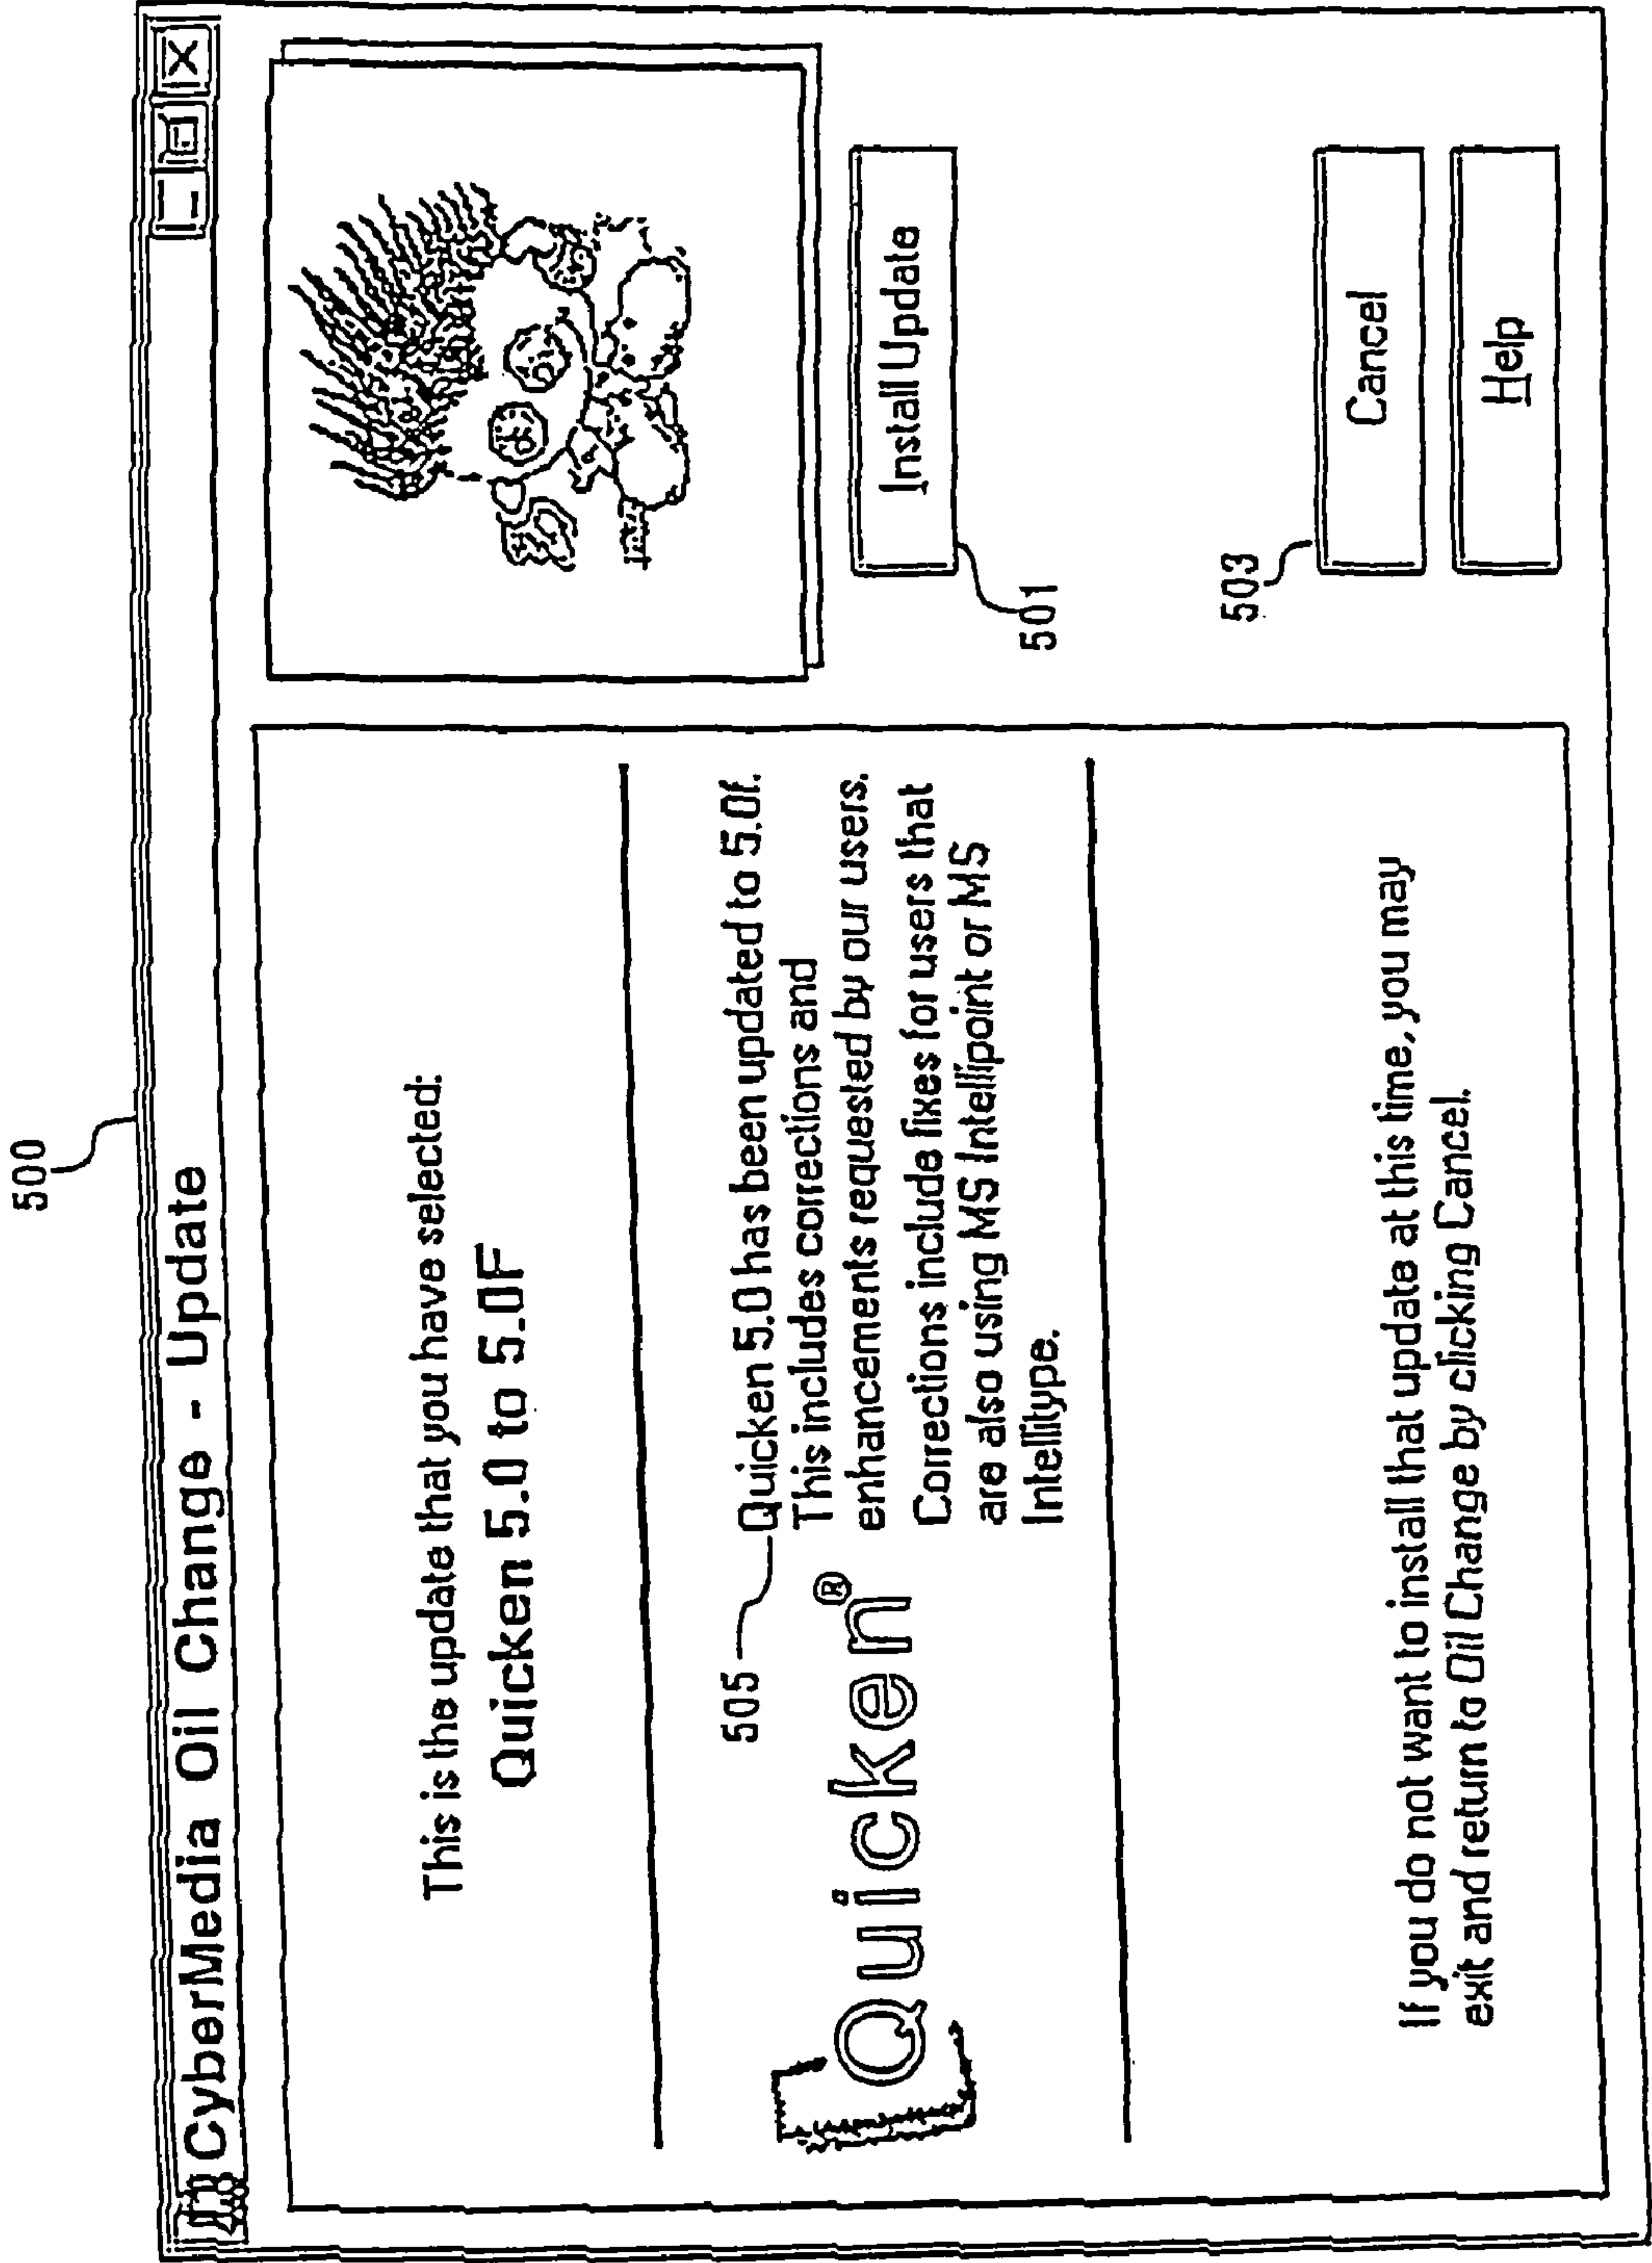 500
CyberMedia Oil Change - Update
This is the update that you have selected:
Quicken 5.0 to 5.0F
505
Quicken®
Quicken 5.0 has been updated to 5.0f.
This includes corrections and
enhancements requested by our users.
Corrections include fixes for users that
are also using MS Intellipoint or MS
Intellitype.
If you do not want to install that update at this time, you may
exit and return to Oil Change by clicking Cancel.
Install Update
501
503
Cancel
Help